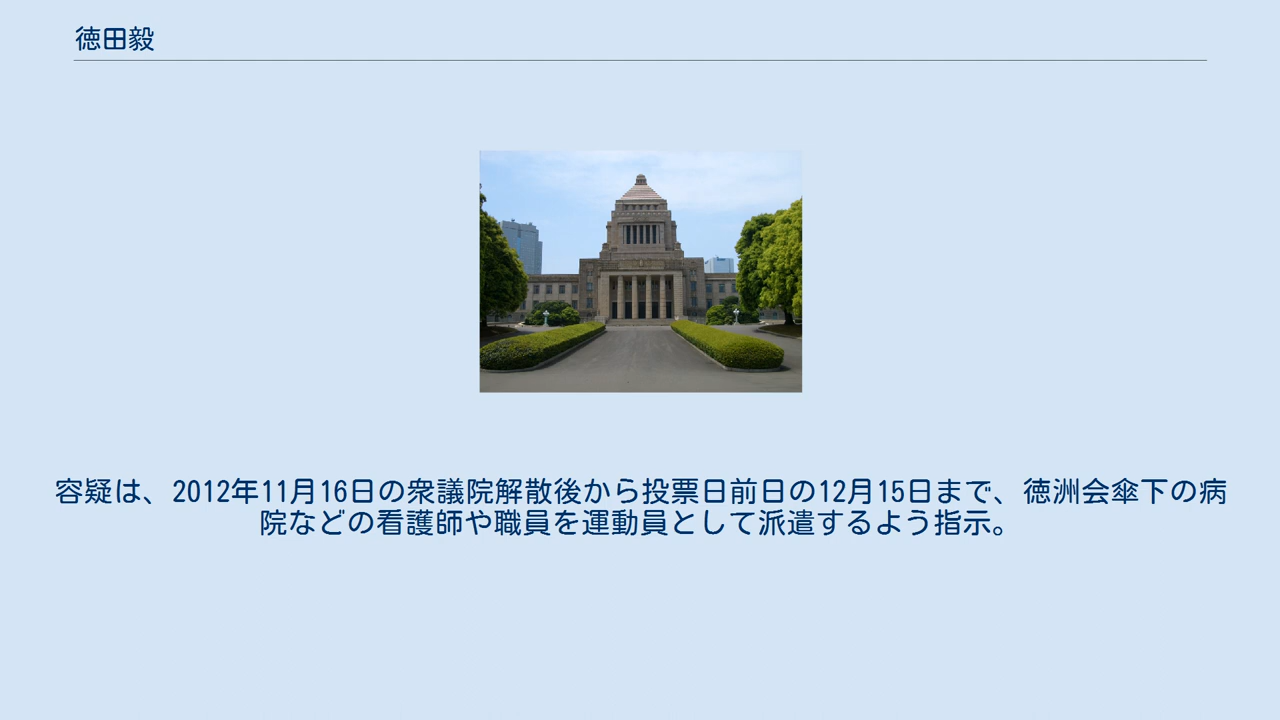 徳田毅
容疑は、2012年11月16日の衆議院解散後から投票日前日の12月15日まで、徳洲会傘下の病
院などの看護師や職員を運動員として派遣するよう指示。